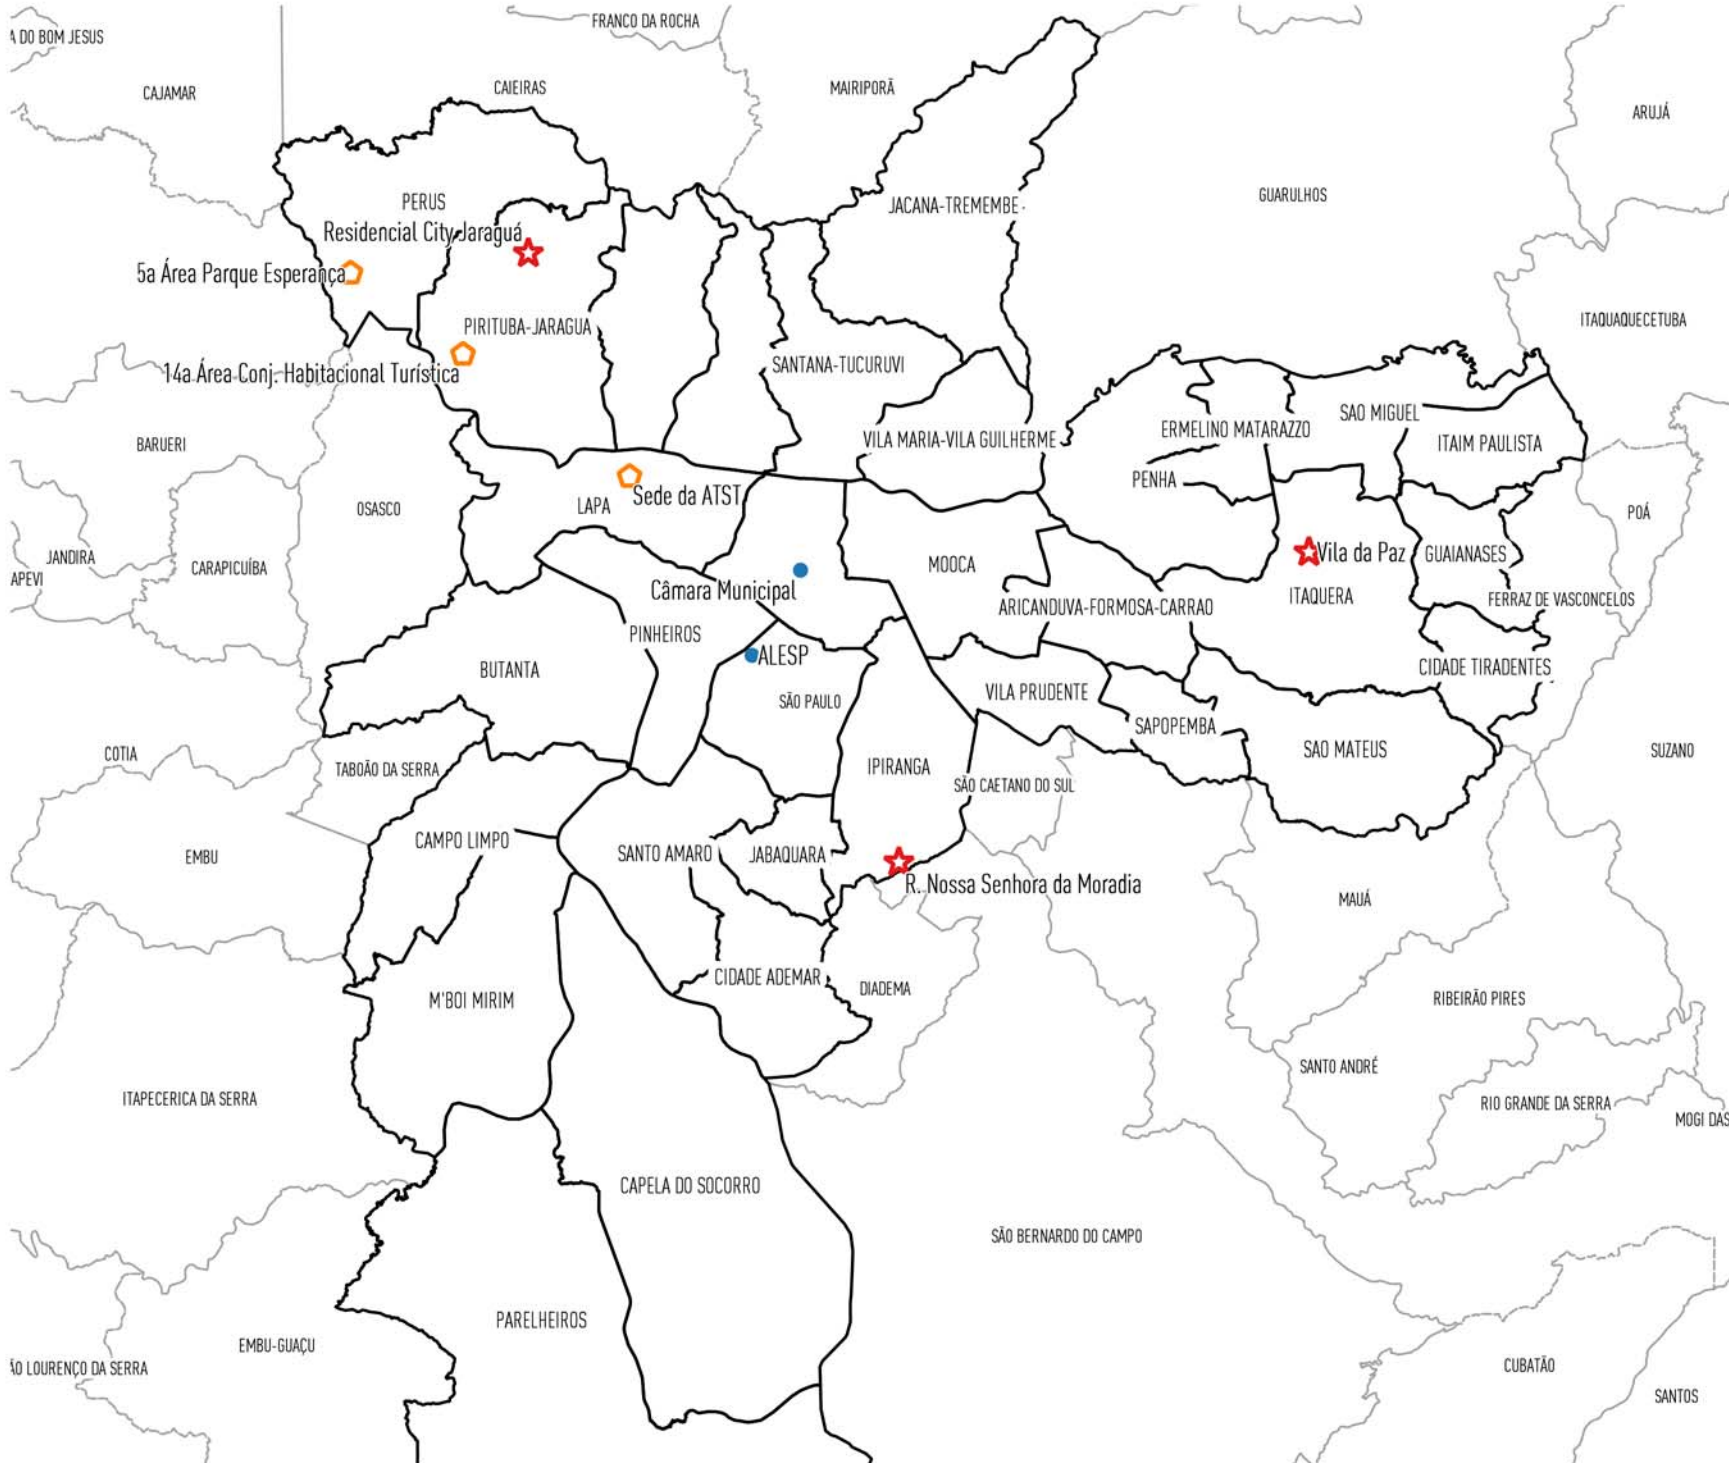 FRANCO DA ROCHA
A DO BOM JESUS
CAIEIRAS
MAIRIPORÃ
CAJAMAR
ARUJÁ
GUARULHOS
PERUS
JACANA-TREMEMBE
Residencial City Jaraguá
5a Área Parque Esperança
ITAQUAQUECETUBA
PIRITUBA-JARAGUA
SANTANA-TUCURUVI
14a Área Conj. Habitacional Turística
SAO MIGUEL
ERMELINO MATARAZZO
VILA MARIA-VILA GUILHERME
ITAIM PAULISTA
BARUERI
PENHA
Sede da ATST
LAPA
OSASCO
POÁ
JANDIRA
Vila da Paz
GUAIANASES
MOOCA
CARAPICUÍBA
APEVI
Câmara Municipal
ITAQUERA
FERRAZ DE VASCONCELOS
ARICANDUVA-FORMOSA-CARRAO
PINHEIROS
ALESP
BUTANTA
CIDADE TIRADENTES
VILA PRUDENTE
SÃO PAULO
SAPOPEMBA
SAO MATEUS
SUZANO
COTIA
TABOÃO DA SERRA
IPIRANGA
SÃO CAETANO DO SUL
CAMPO LIMPO
SANTO AMARO
JABAQUARA
EMBU
R. Nossa Senhora da Moradia
MAUÁ
CIDADE ADEMAR
DIADEMA
M'BOI MIRIM
RIBEIRÃO PIRES
SANTO ANDRÉ
ITAPECERICA DA SERRA
RIO GRANDE DA SERRA
MOGI DAS
CAPELA DO SOCORRO
SÃO BERNARDO DO CAMPO
PARELHEIROS
EMBU-GUAÇU
ÃO LOURENÇO DA SERRA
CUBATÃO
SANTOS